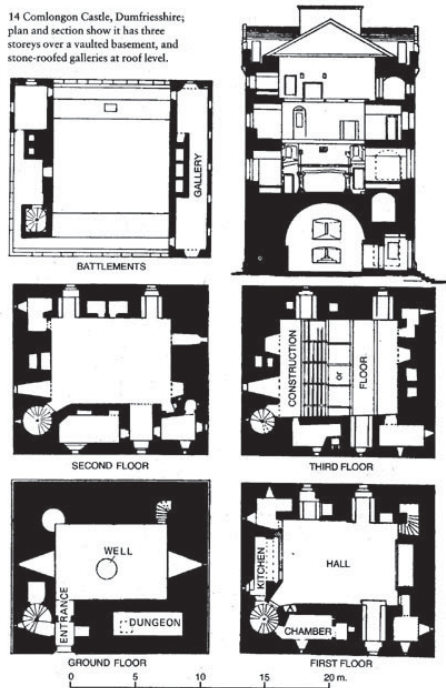 14 Comlongon Castle, Dumfriesshire;
plan and section show it has three
storeys over a vaulted basement, and
stone-roofed galleries at roof level.
GALLERY
BATTLEMENTS
SECOND FLOOR
CONSTRUCTION
or
FLOOR
THIRD FLOOR
WELL
ENTRANCE
DUNGEON
GROUND FLOOR
KITCHEN
HALL
CHAMBER
FIRST FLOOR
0 5 10 15 20 m.